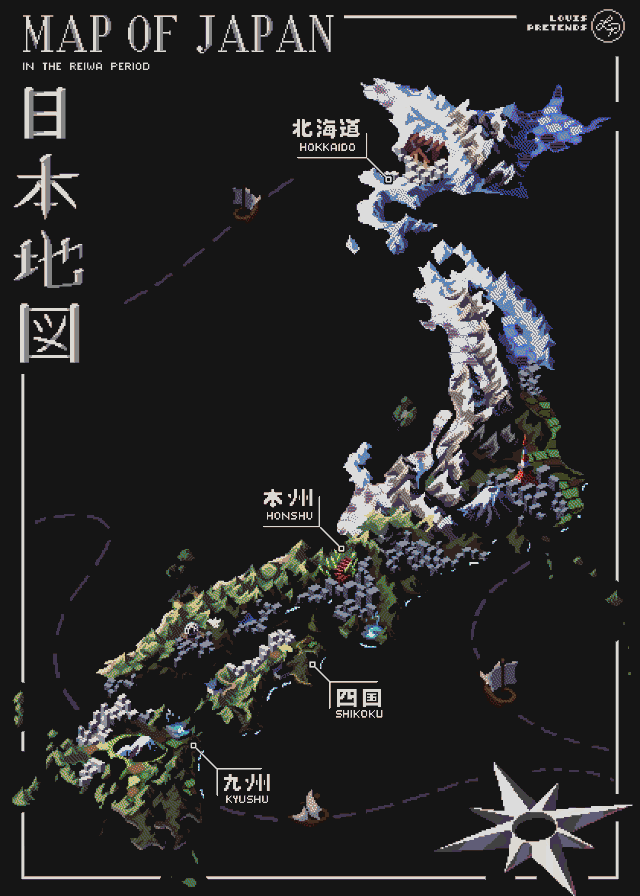 MAP OF JAPAN
IN THE REIWA PERIOD
LOUIS
PRETENDS
日本地図
北海道
HOKKAIDO
本州
HONSHU
四国
SHIKOKU
九州
KYUSHU